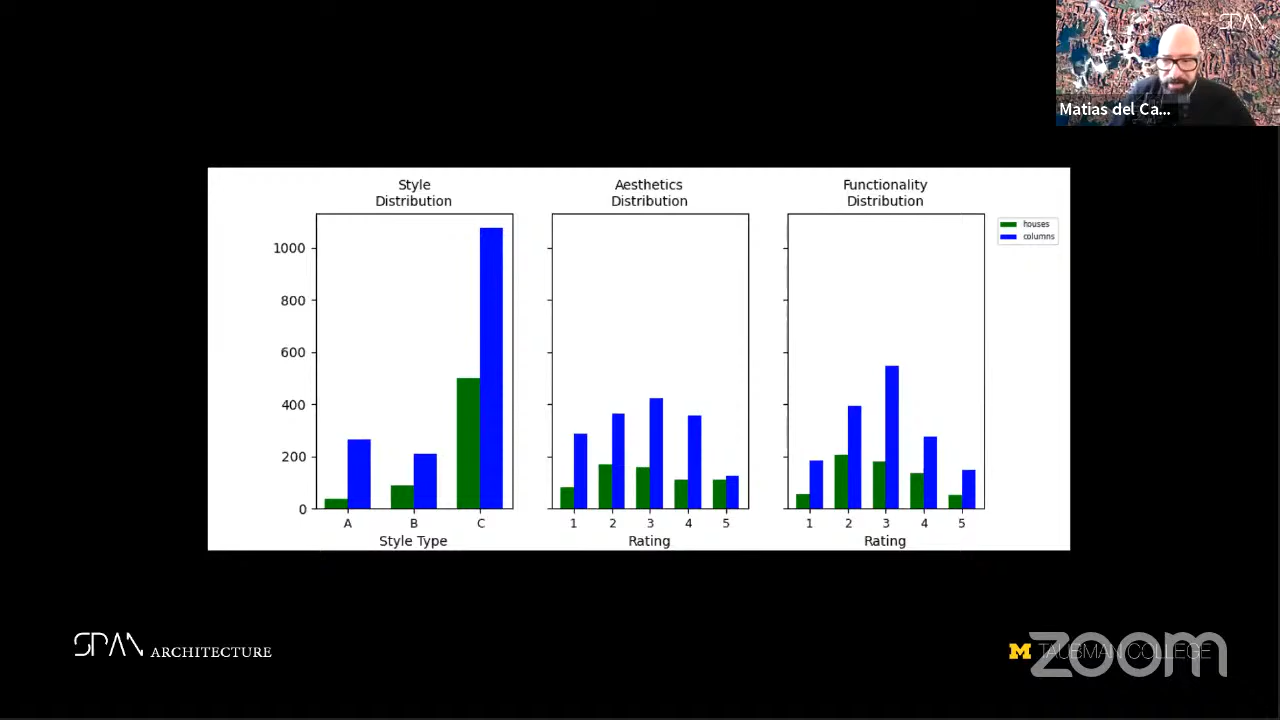 SPAN
Matias del Ca...
Style
Distribution
Aesthetics
Distribution
Functionality
Distribution
houses
columns
1000
800
600
400
200
0
A B C
1 2 3 4 5
1 2 3 4 5
Style Type
Rating
Rating
SPAN ARCHITECTURE
M TAUBMAN COLLEGE
zoom